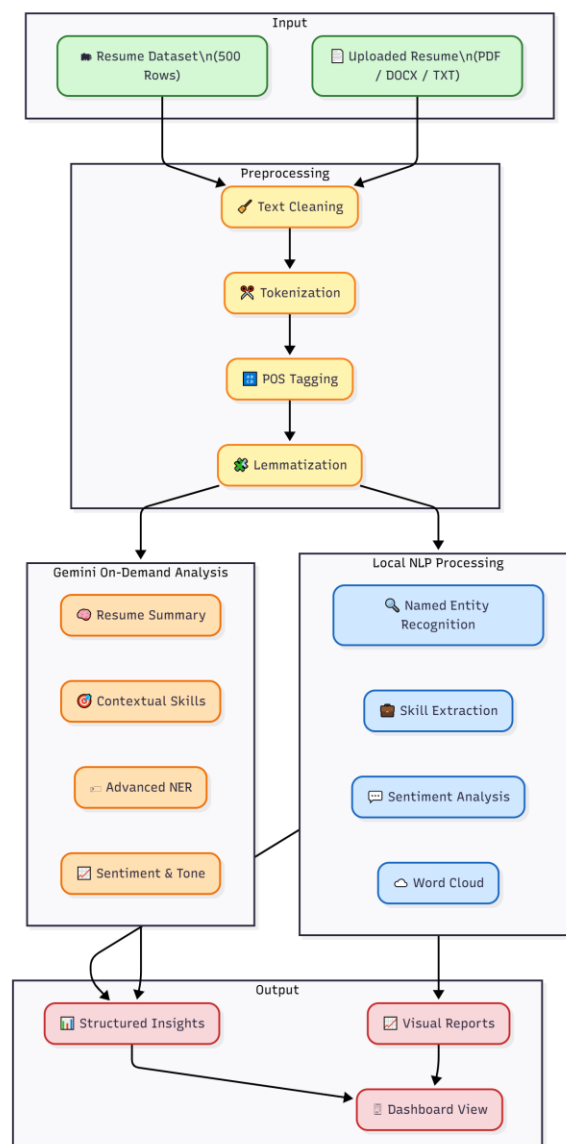 Input
Resume Dataset\n(500
Rows)
Uploaded Resume\n(PDF
/ DOCX / TXT)
Preprocessing
Text Cleaning
Tokenization
POS Tagging
Lemmatization
Gemini On-Demand Analysis
Resume Summary
Contextual Skills
Advanced NER
Sentiment & Tone
Local NLP Processing
Named Entity
Recognition
Skill Extraction
Sentiment Analysis
Word Cloud
Output
Structured Insights
Visual Reports
Dashboard View